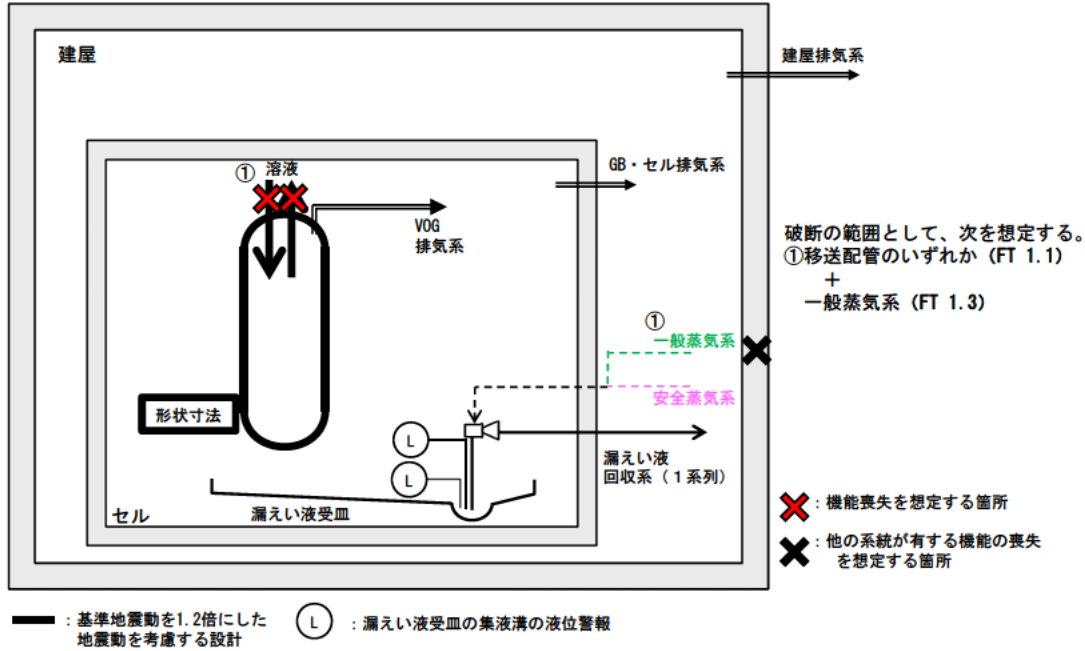 建屋
建屋排気系
① 溶液
GB・セル排気系
VOG
排気系
破断の範囲として、次を想定する。
①移送配管のいずれか（FT 1.1）
＋
一般蒸気系（FT 1.3）
①
一般蒸気系
安全蒸気系
形状寸法
L
L
漏えい液
回収系（１系列）
漏えい液受皿
セル
：機能喪失を想定する箇所
：他の系統が有する機能の喪失
を想定する箇所
：基準地震動を1.2倍にした
地震動を考慮する設計
L ：漏えい液受皿の集液溝の液位警報